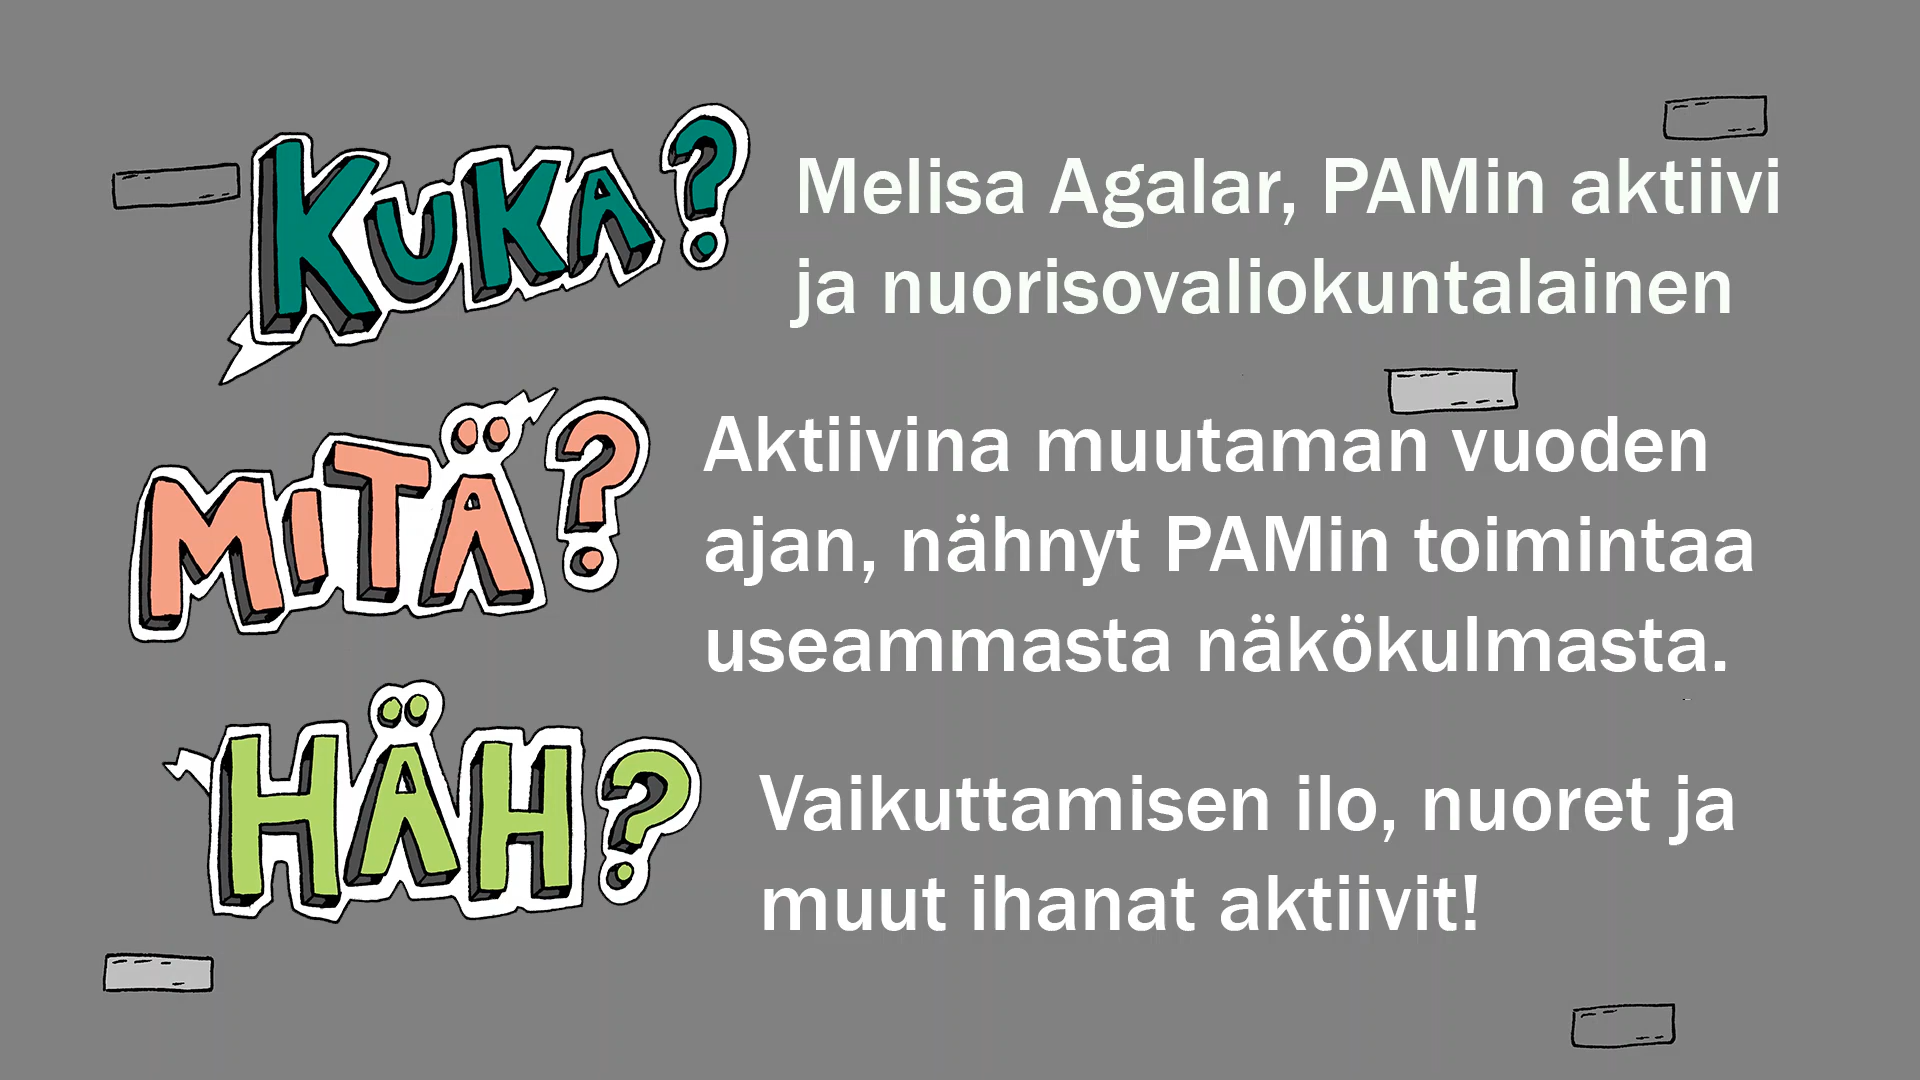 KUKA?
Melisa Agalar, PAMin aktiivi
ja nuorisovaliokuntalainen
MiTÄ?
Aktiivina muutaman vuoden
ajan, nähnyt PAMin toimintaa
useammasta näkökulmasta.
HÄH?
Vaikuttamisen ilo, nuoret ja
muut ihanat aktiivit!